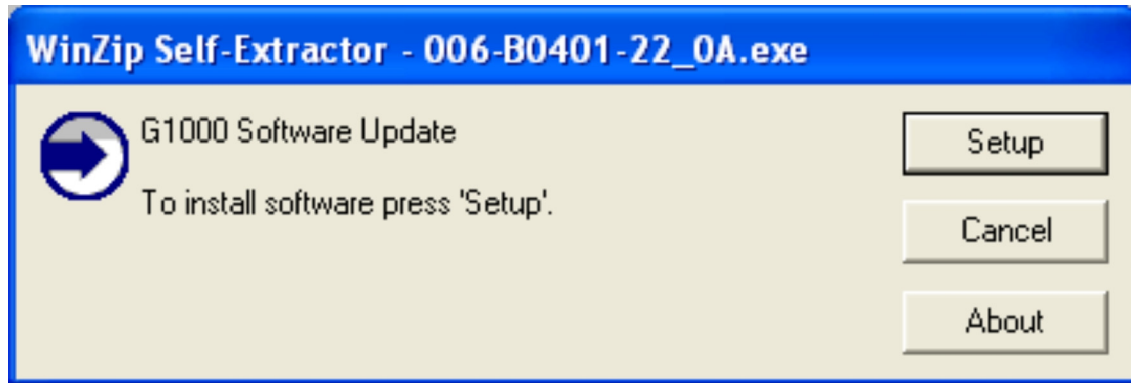 WinZip Self-Extractor - 006-B0401-22_0A.exe
G1000 Software Update
To install software press 'Setup'.
Setup
Cancel
About